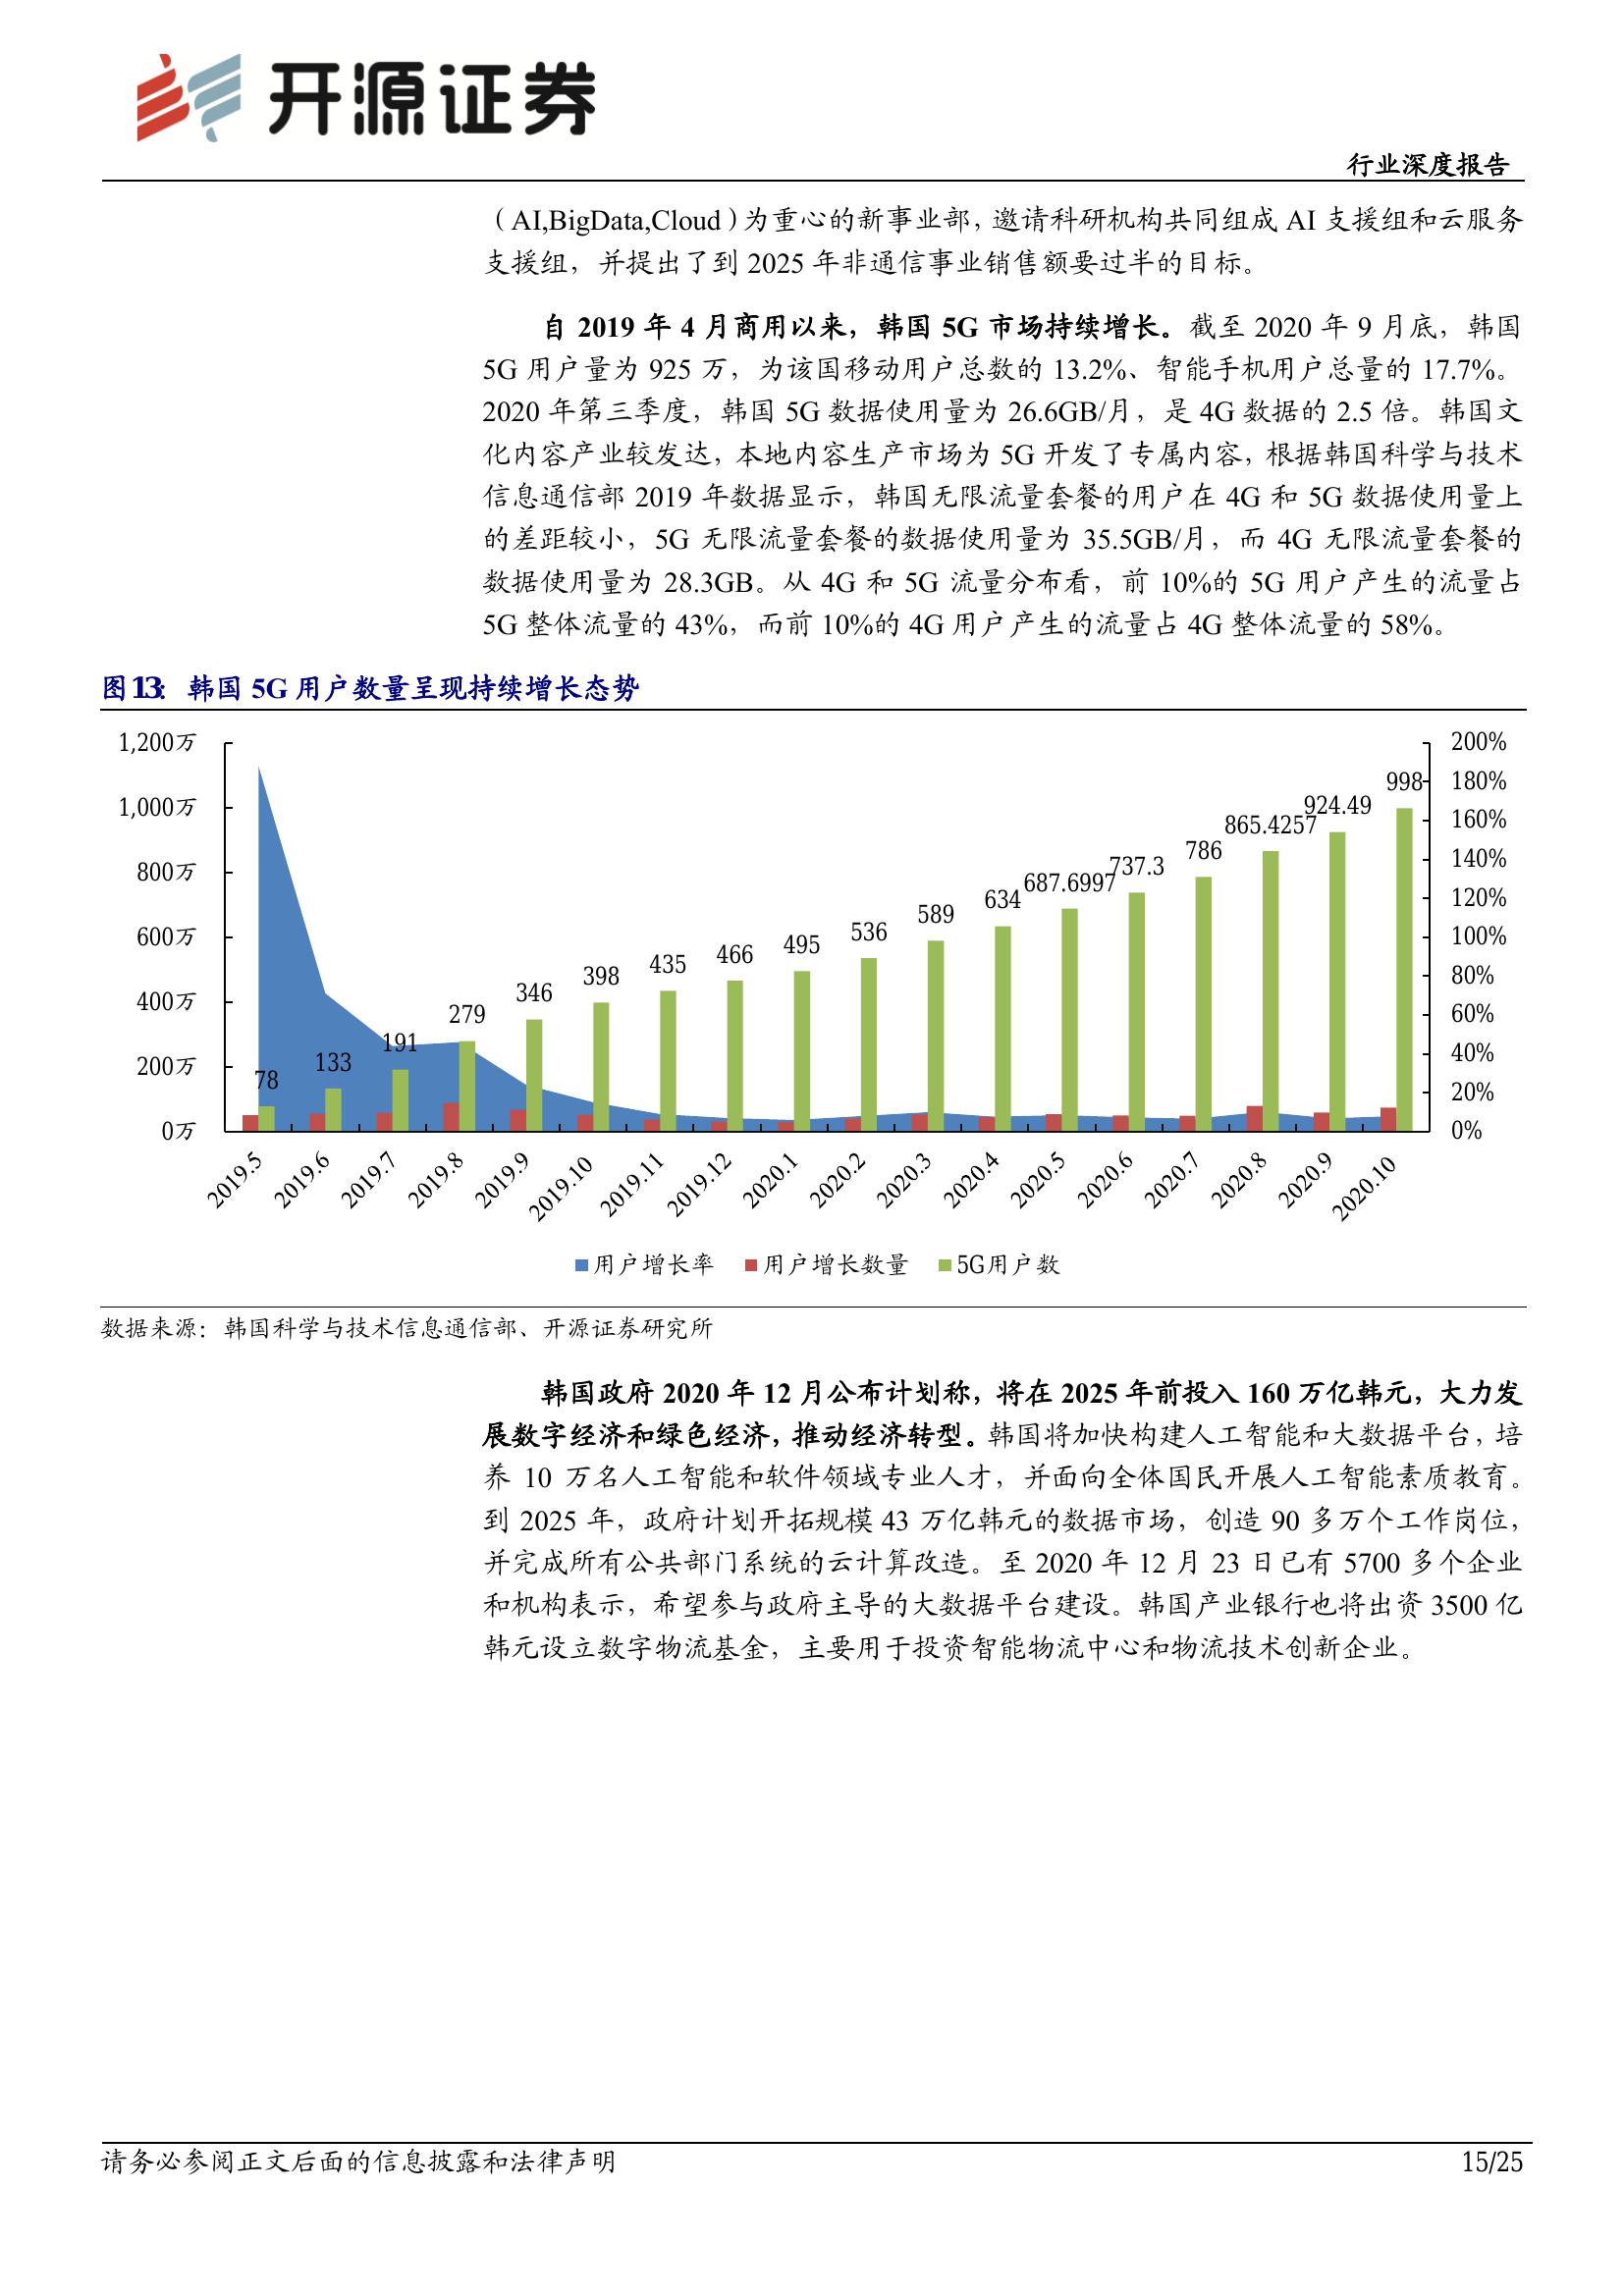 开源证券
行业深度报告
（AI,BigData,Cloud）为重心的新事业部，邀请科研机构共同组成 AI 支援组和云服务
支援组，并提出了到 2025 年非通信事业销售额要过半的目标。
自 2019 年 4 月商用以来，韩国 5G 市场持续增长。截至 2020 年 9 月底，韩国
5G 用户量为 925 万，为该国移动用户总数的 13.2%、智能手机用户总量的 17.7%。
2020 年第三季度，韩国 5G 数据使用量为 26.6GB/月，是 4G 数据的 2.5 倍。韩国文
化内容产业较发达，本地内容生产市场为 5G 开发了专属内容，根据韩国科学与技术
信息通信部 2019 年数据显示，韩国无限流量套餐的用户在 4G 和 5G 数据使用量上
的差距较小，5G 无限流量套餐的数据使用量为 35.5GB/月，而 4G 无限流量套餐的
数据使用量为 28.3GB。从 4G 和 5G 流量分布看，前 10%的 5G 用户产生的流量占
5G 整体流量的 43%，而前 10%的 4G 用户产生的流量占 4G 整体流量的 58%。
图13：韩国 5G 用户数量呈现持续增长态势
1,200万
1,000万
800万
600万
400万
200万
0万
78
133
191
279
346
398
435
466
495
536
589
634
687.6997
737.3
786
865.4257
924.49
998
200%
180%
160%
140%
120%
100%
80%
60%
40%
20%
0%
2019.5
2019.6
2019.7
2019.8
2019.9
2019.10
2019.11
2019.12
2020.1
2020.2
2020.3
2020.4
2020.5
2020.6
2020.7
2020.8
2020.9
2020.10
用户增长率 用户增长数量 5G用户数
数据来源：韩国科学与技术信息通信部、开源证券研究所
韩国政府 2020 年 12 月公布计划称，将在 2025 年前投入 160 万亿韩元，大力发
展数字经济和绿色经济，推动经济转型。韩国将加快构建人工智能和大数据平台，培
养 10 万名人工智能和软件领域专业人才，并面向全体国民开展人工智能素质教育。
到 2025 年，政府计划开拓规模 43 万亿韩元的数据市场，创造 90 多万个工作岗位，
并完成所有公共部门系统的云计算改造。至 2020 年 12 月 23 日已有 5700 多个企业
和机构表示，希望参与政府主导的大数据平台建设。韩国产业银行也将出资 3500 亿
韩元设立数字物流基金，主要用于投资智能物流中心和物流技术创新企业。
请务必参阅正文后面的信息披露和法律声明
15/25